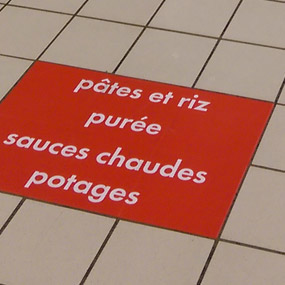 pâtes et riz
purée
sauces chaudes
potages